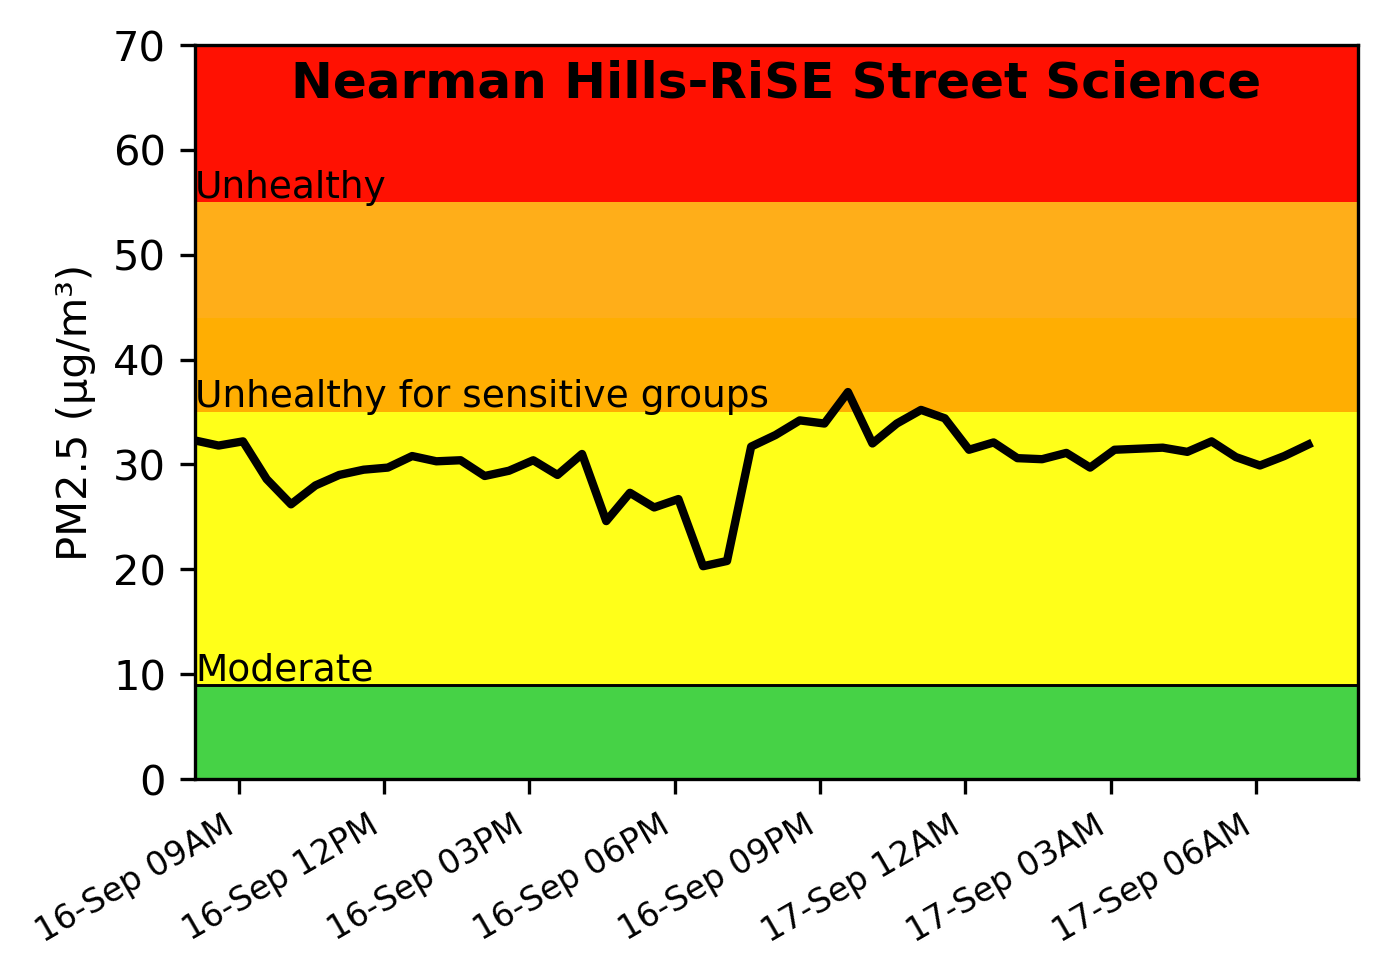 Nearman Hills-RiSE Street Science
70
60
Unhealthy
50
40
Unhealthy for sensitive groups
30
20
10
Moderate
0
PM2.5 (µg/m³)
16-Sep 09AM
16-Sep 12PM
16-Sep 03PM
16-Sep 06PM
16-Sep 09PM
17-Sep 12AM
17-Sep 03AM
17-Sep 06AM